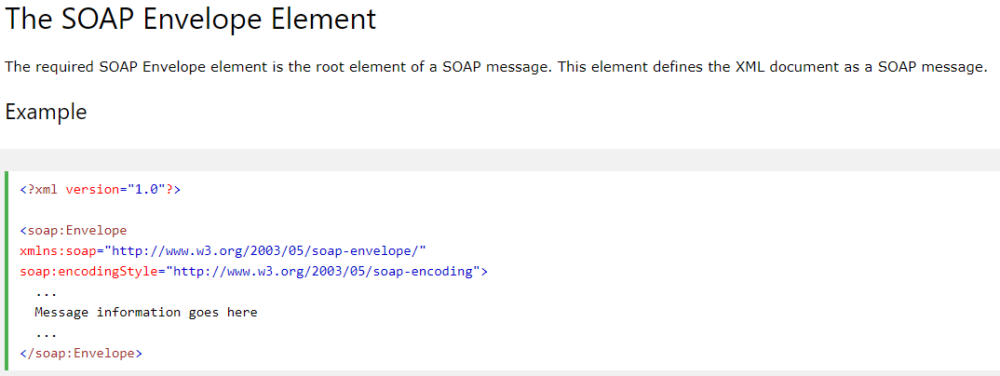 The SOAP Envelope Element
The required SOAP Envelope element is the root element of a SOAP message. This element defines the XML document as a SOAP message.
Example
<?xml version="1.0"?>
<soap:Envelope
xmlns:soap="http://www.w3.org/2003/05/soap-envelope/"
soap:encodingStyle="http://www.w3.org/2003/05/soap-encoding">
...
Message information goes here
...
</soap:Envelope>